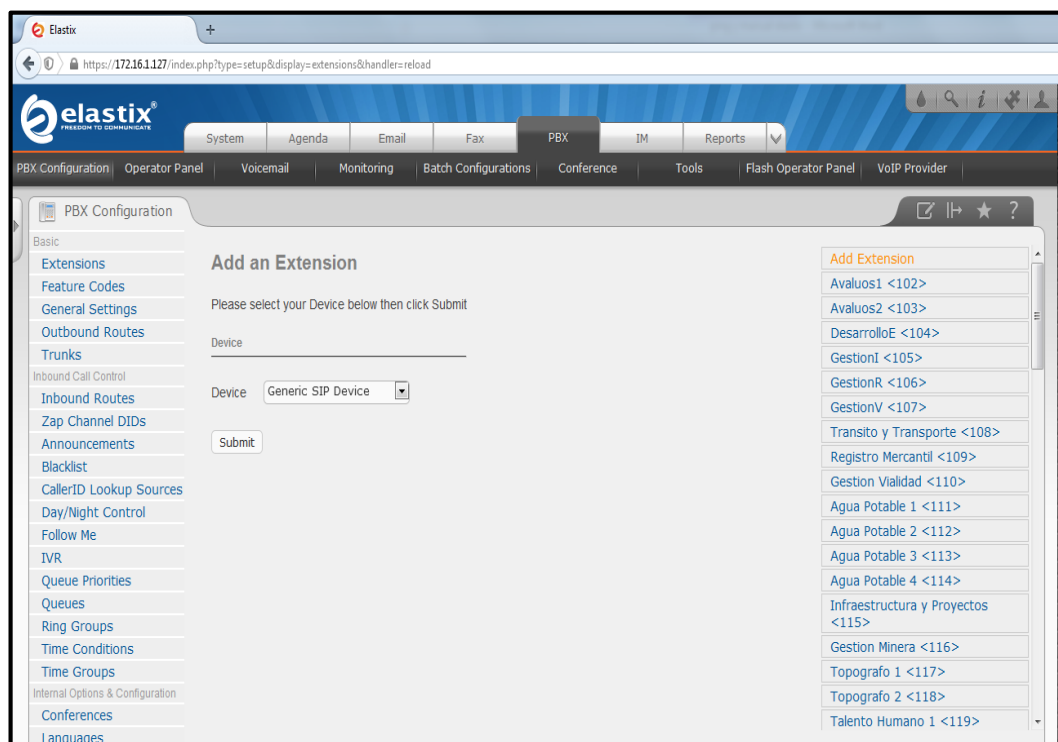 Elastix
+
https://172.16.1.127/index.php?type=setup&display=extensions&handler=reload
elastix®
FREEDOM TO COMMUNICATE
System Agenda Email Fax PBX IM Reports
PBX Configuration Operator Panel Voicemail Monitoring Batch Configurations Conference Tools Flash Operator Panel VoIP Provider
PBX Configuration
Basic
Extensions
Feature Codes
General Settings
Outbound Routes
Trunks
Inbound Call Control
Inbound Routes
Zap Channel DIDs
Announcements
Blacklist
CallerID Lookup Sources
Day/Night Control
Follow Me
IVR
Queue Priorities
Queues
Ring Groups
Time Conditions
Time Groups
Internal Options & Configuration
Conferences
Languages
Add an Extension
Please select your Device below then click Submit
Device
Device Generic SIP Device
Submit
Add Extension
Avaluos1 <102>
Avaluos2 <103>
DesarrolloE <104>
GestionI <105>
GestionR <106>
GestionV <107>
Transito y Transporte <108>
Registro Mercantil <109>
Gestion Vialidad <110>
Agua Potable 1 <111>
Agua Potable 2 <112>
Agua Potable 3 <113>
Agua Potable 4 <114>
Infraestructura y Proyectos
<115>
Gestion Minera <116>
Topografo 1 <117>
Topografo 2 <118>
Talento Humano 1 <119>